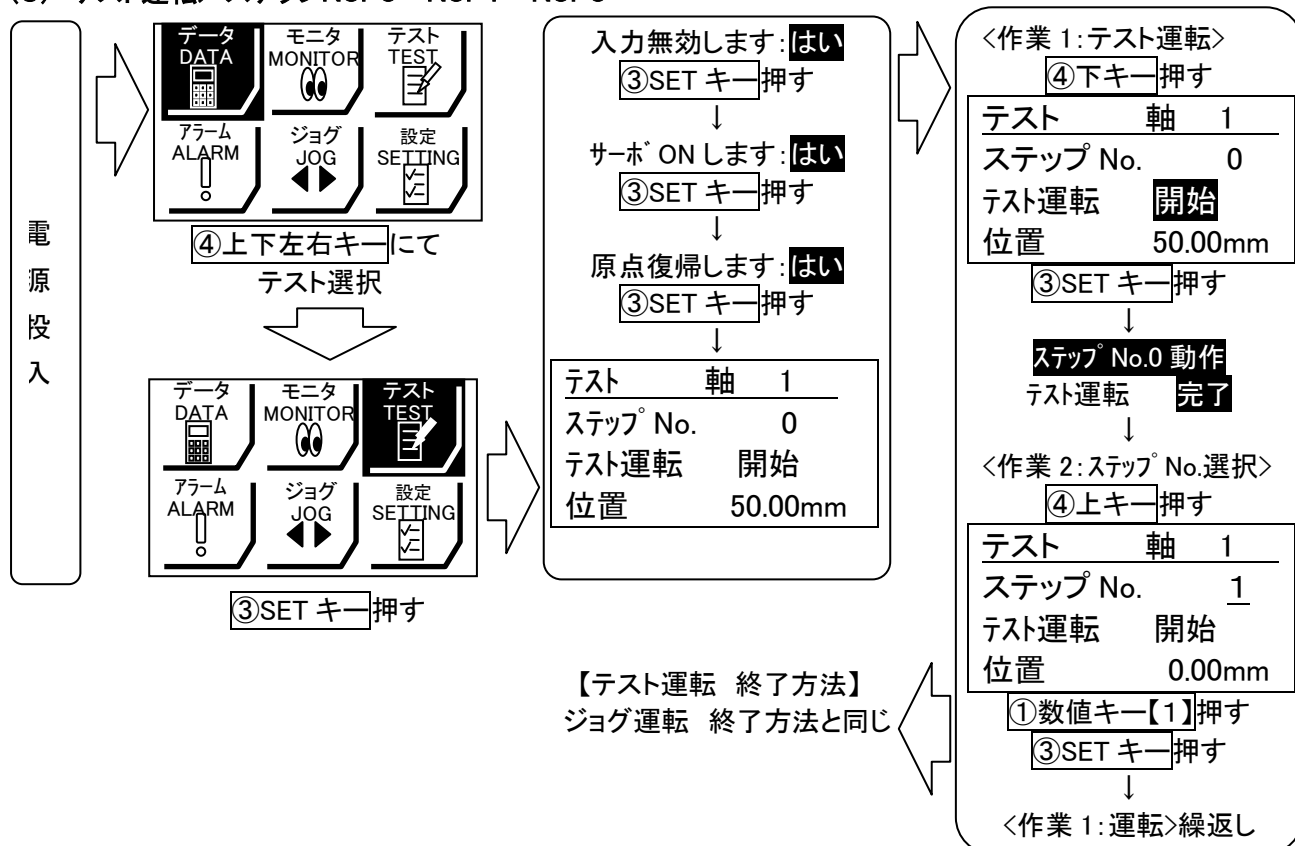 電源投入
データ
DATA
モニタ
MONITOR
テスト
TEST
アラーム
ALARM
ジョグ
JOG
設定
SETTING
④上下左右キーにて
テスト選択
データ
DATA
モニタ
MONITOR
テスト
TEST
アラーム
ALARM
ジョグ
JOG
設定
SETTING
③SET キー押す
入力無効します:はい
③SET キー押す
↓
サーボ ON します:はい
③SET キー押す
↓
原点復帰します:はい
③SET キー押す
↓
テスト 軸 1
ステップ No. 0
テスト運転 開始
位置 50.00mm
<作業 1:テスト運転>
④下キー押す
テスト 軸 1
ステップ No. 0
テスト運転 開始
位置 50.00mm
③SET キー押す
↓
ステップ No.0 動作
テスト運転 完了
↓
<作業 2:ステップ No.選択>
④上キー押す
テスト 軸 1
ステップ No. 1
テスト運転 開始
位置 0.00mm
①数値キー【1】押す
③SET キー押す
↓
<作業 1:運転>繰返し
【テスト運転 終了方法】
ジョグ運転 終了方法と同じ